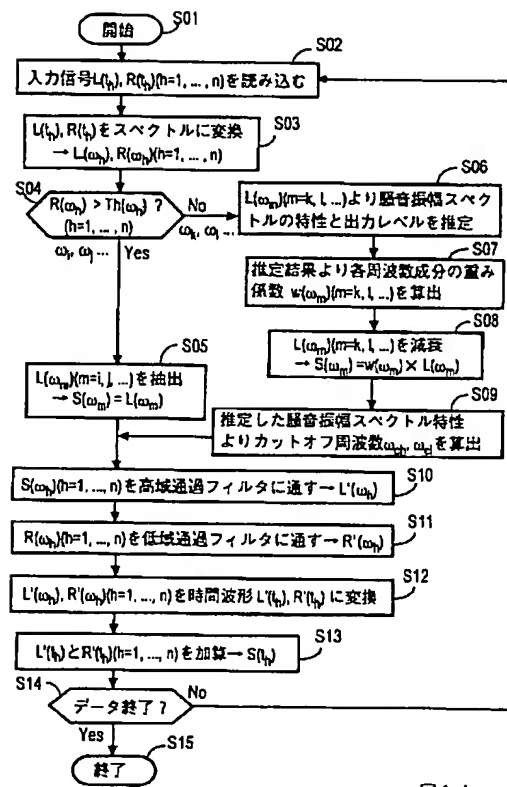 開始
S01
S02
入力信号L(tₕ), R(tₕ)(h=1, ..., n)を読み込む
L(tₕ), R(tₕ)をスペクトルに変換
→ L(ωₕ), R(ωₕ)(h=1, ..., n)
S03
S04
R(ωₕ) > Th(ωₕ) ?
(h=1, ..., n)
No
ωₖ, ωₗ ...
ωᵢ, ωⱼ ...
Yes
S06
L(ωₘ)(m=k, l, ...)より騒音振幅スペク
トルの特性と出力レベルを推定
S07
推定結果より各周波数成分の重み
係数 w(ωₘ)(m=k, l, ...)を算出
S08
L(ωₘ)(m=k, l, ...)を減衰
→ S(ωₘ) =w(ωₘ) × L(ωₘ)
S05
L(ωₘ)(m=i, j, ...)を抽出
→ S(ωₘ) = L(ωₘ)
S09
推定した騒音振幅スペクトル特性
よりカットオフ周波数ω_ch, ω_clを算出
S10
S(ωₕ)(h=1, ..., n)を高域通過フィルタに通す→ L'(ωₕ)
S11
R(ωₕ)(h=1, ..., n)を低域通過フィルタに通す→ R'(ωₕ)
S12
L'(ωₕ), R'(ωₕ)(h=1, ..., n)を時間波形 L'(tₕ), R'(tₕ) に変換
S13
L'(tₕ)とR'(tₕ)(h=1, ..., n)を加算→ S(tₕ)
S14
データ終了 ?
No
Yes
S15
終了